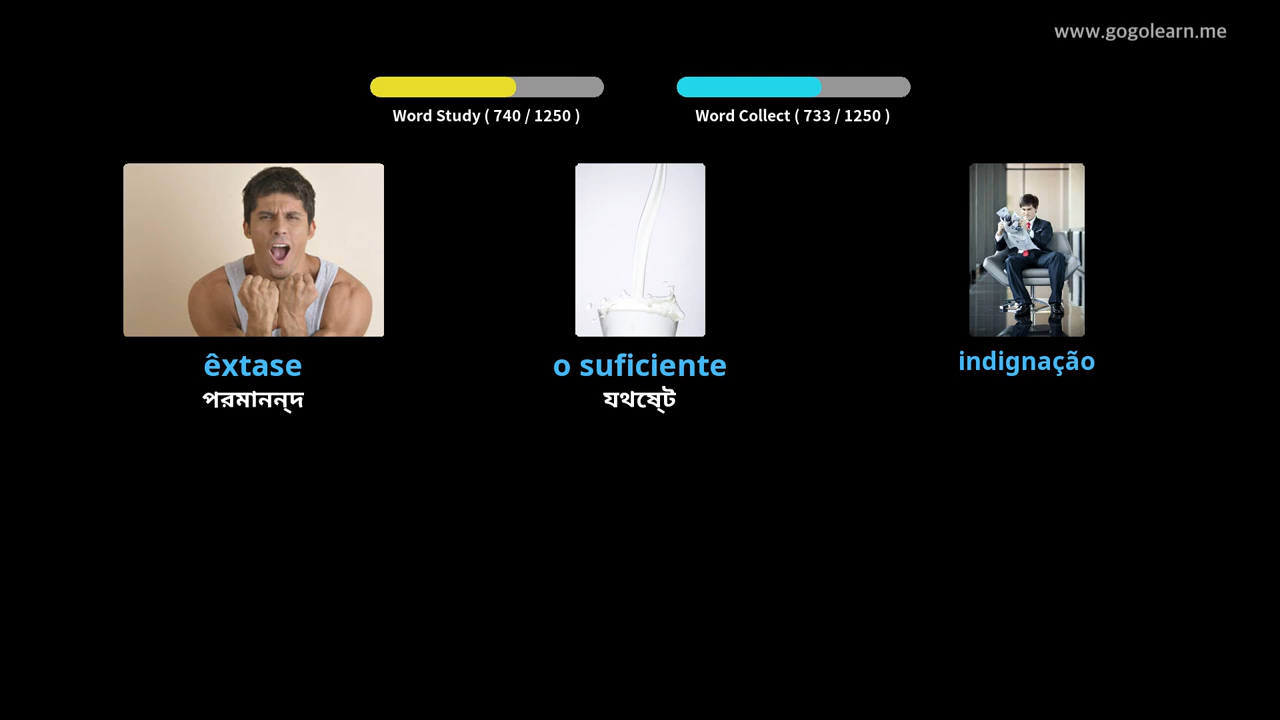 www.gogolearn.me
Word Study ( 740 / 1250 )
Word Collect ( 733 / 1250 )
êxtase
পরমানন্দ
o suficiente
যথেষ্ট
indignação